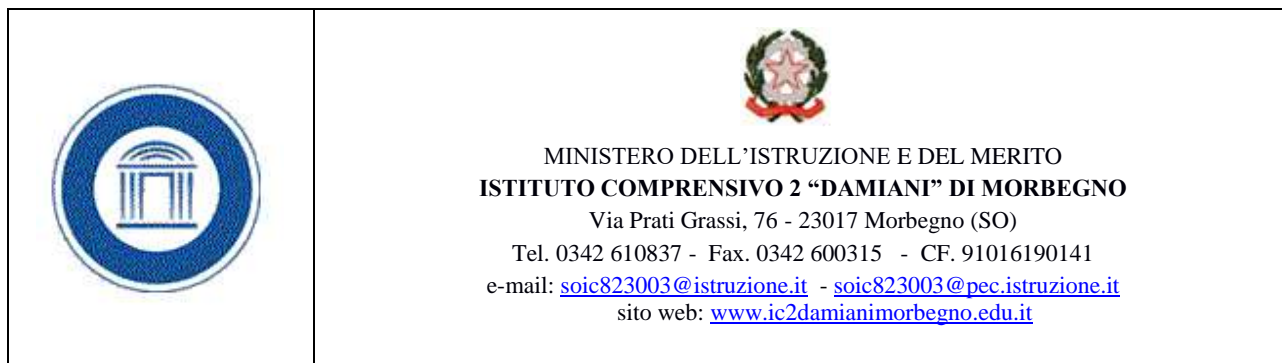 MINISTERO DELL’ISTRUZIONE E DEL MERITO
ISTITUTO COMPRENSIVO 2 “DAMIANI” DI MORBEGNO
Via Prati Grassi, 76 - 23017 Morbegno (SO)
Tel. 0342 610837 - Fax. 0342 600315 - CF. 91016190141
e-mail: soic823003@istruzione.it - soic823003@pec.istruzione.it
sito web: www.ic2damianimorbegno.edu.it